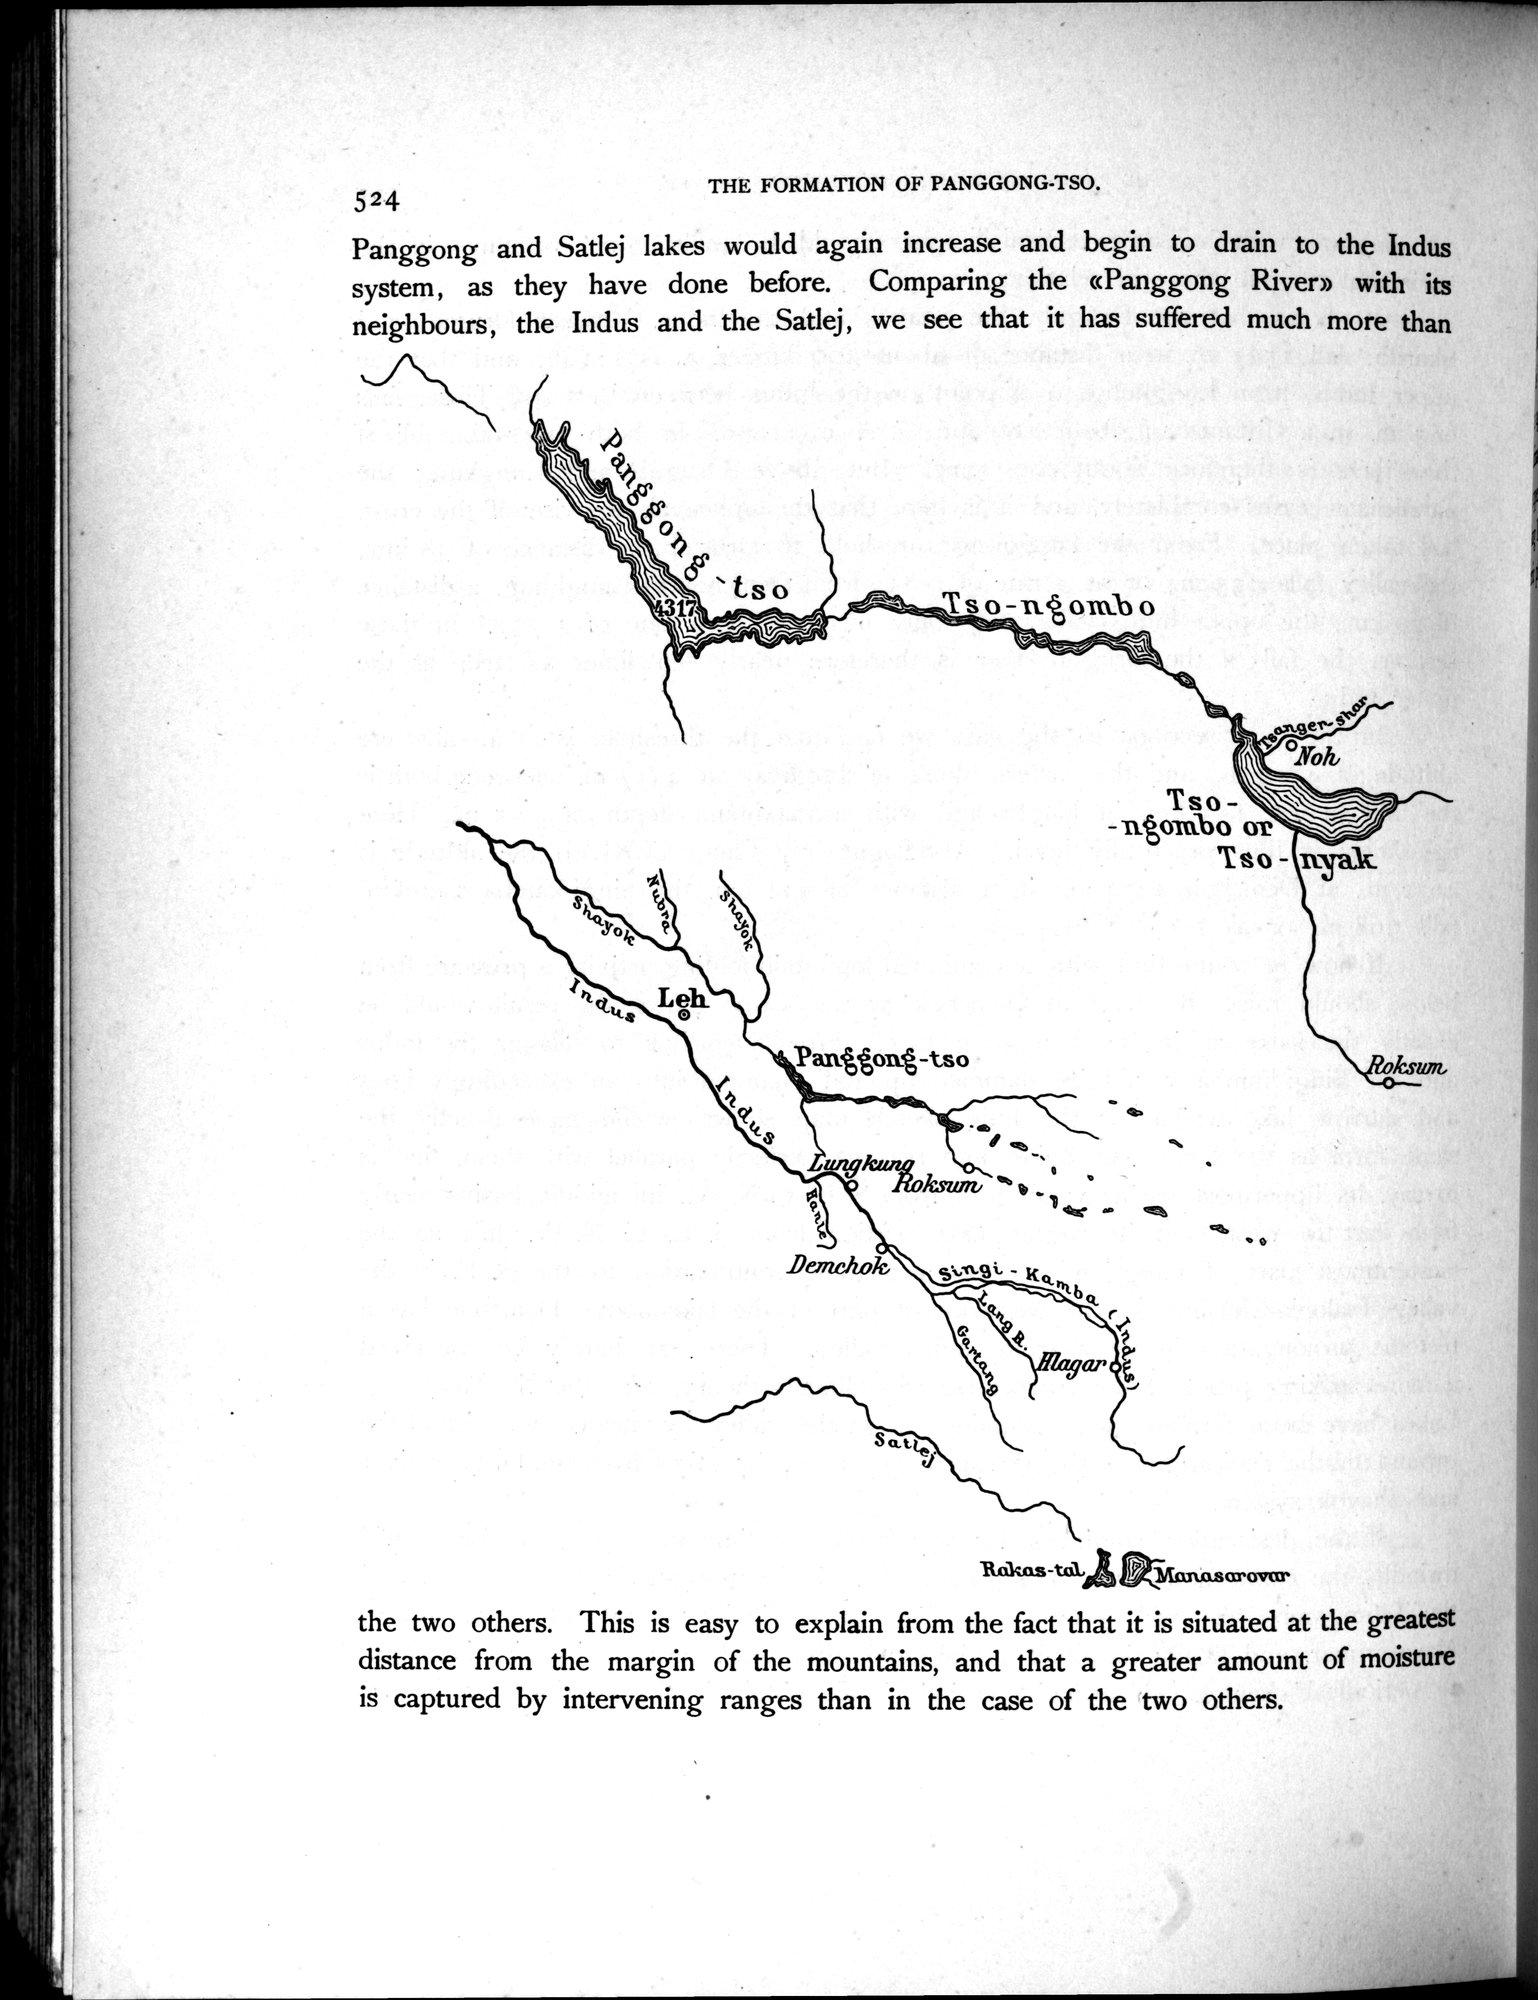 524
THE FORMATION OF PANGGONG-TSO.
Panggong and Satlej lakes would again increase and begin to drain to the Indus
system, as they have done before. Comparing the «Panggong River» with its
neighbours, the Indus and the Satlej, we see that it has suffered much more than
Panggong-tso
4317
Tso-ngombo
Tsanger-shar
Noh
Tso-
-ngombo or
Tso-nyak
Roksum
Shayok
Nubra
Shayok
Leh
Indus
Panggong-tso
Indus
Lungkung
Roksum
Hanle
Demchok
Singi-Kamba (Indus)
Lang R.
Gartang
Hlagar
Satlej
Rakas-tal
Manasarovar
the two others. This is easy to explain from the fact that it is situated at the greatest
distance from the margin of the mountains, and that a greater amount of moisture
is captured by intervening ranges than in the case of the two others.